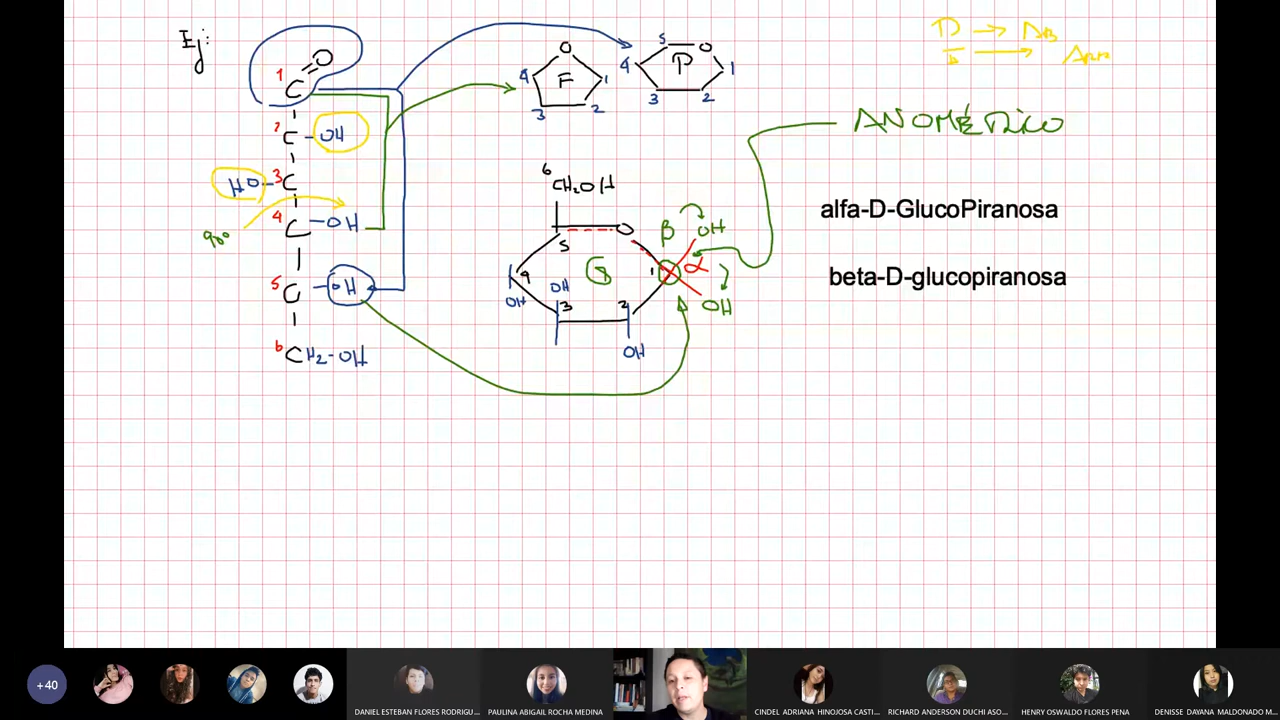 Ej:
1 C = O
2 C - OH
HO - 3 C
4 C - OH
90°
5 C - OH
6 CH2 - OH
O
4 F 1
3 2
5 O
4 P 1
3 2
D → Ab
Arr
ANOMÉRICO
6 CH2OH
5 O
β OH
4 1 α
OH OH
3 2 OH
OH
alfa-D-GlucoPiranosa
beta-D-glucopiranosa
+40
DANIEL ESTEBAN FLORES RODRIGU...
PAULINA ABIGAIL ROCHA MEDINA
CINDEL ADRIANA HINOJOSA CASTI...
RICHARD ANDERSON DUCHI ASO...
HENRY OSWALDO FLORES PENA
DENISSE DAYANA MALDONADO M...